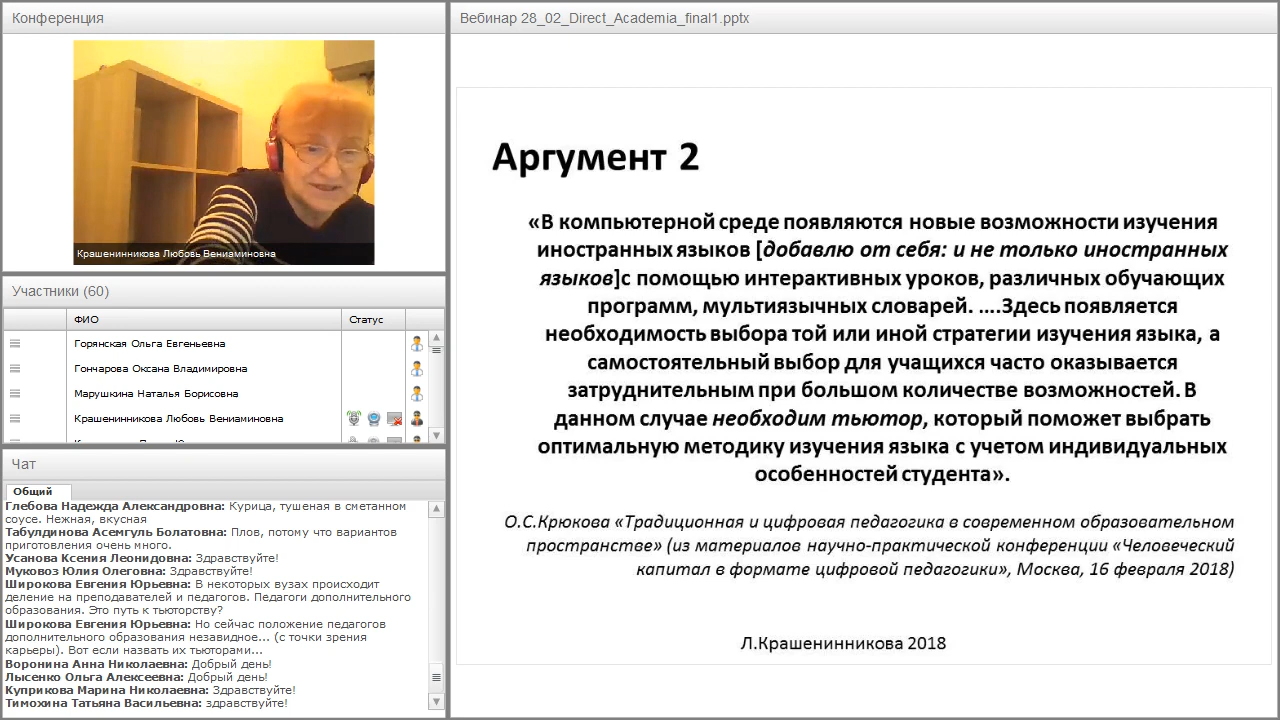 Конференция
Крашенинникова Любовь Вениаминовна
Участники (60)
ФИО
Статус
Горянская Ольга Евгеньевна
Гончарова Оксана Владимировна
Марушкина Наталья Борисовна
Крашенинникова Любовь Вениаминовна
Чат
Общий
Глебова Надежда Александровна: Курица, тушеная в сметанном
соусе. Нежная, вкусная
Табулдинова Асемгуль Болатовна: Плов, потому что вариантов
приготовления очень много.
Усанова Ксения Леонидовна: Здравствуйте!
Муковоз Юлия Олеговна: Здравствуйте!
Широкова Евгения Юрьевна: В некоторых вузах происходит
деление на преподавателей и педагогов. Педагоги дополнительного
образования. Это путь к тьюторству?
Широкова Евгения Юрьевна: Но сейчас положение педагогов
дополнительного образования незавидное... (с точки зрения
карьеры). Вот если назвать их тьюторами...
Воронина Анна Николаевна: Добрый день!
Лысенко Ольга Алексеевна: Добрый день!
Куприкова Марина Николаевна: Здравствуйте!
Тимохина Татьяна Васильевна: здравствуйте!
Вебинар 28_02_Direct_Academia_final1.pptx
Аргумент 2
«В компьютерной среде появляются новые возможности изучения
иностранных языков [добавлю от себя: и не только иностранных
языков]с помощью интерактивных уроков, различных обучающих
программ, мультиязычных словарей. ....Здесь появляется
необходимость выбора той или иной стратегии изучения языка, а
самостоятельный выбор для учащихся часто оказывается
затруднительным при большом количестве возможностей. В
данном случае необходим тьютор, который поможет выбрать
оптимальную методику изучения языка с учетом индивидуальных
особенностей студента».
О.С.Крюкова «Традиционная и цифровая педагогика в современном образовательном
пространстве» (из материалов научно-практической конференции «Человеческий
капитал в формате цифровой педагогики», Москва, 16 февраля 2018)
Л.Крашенинникова 2018